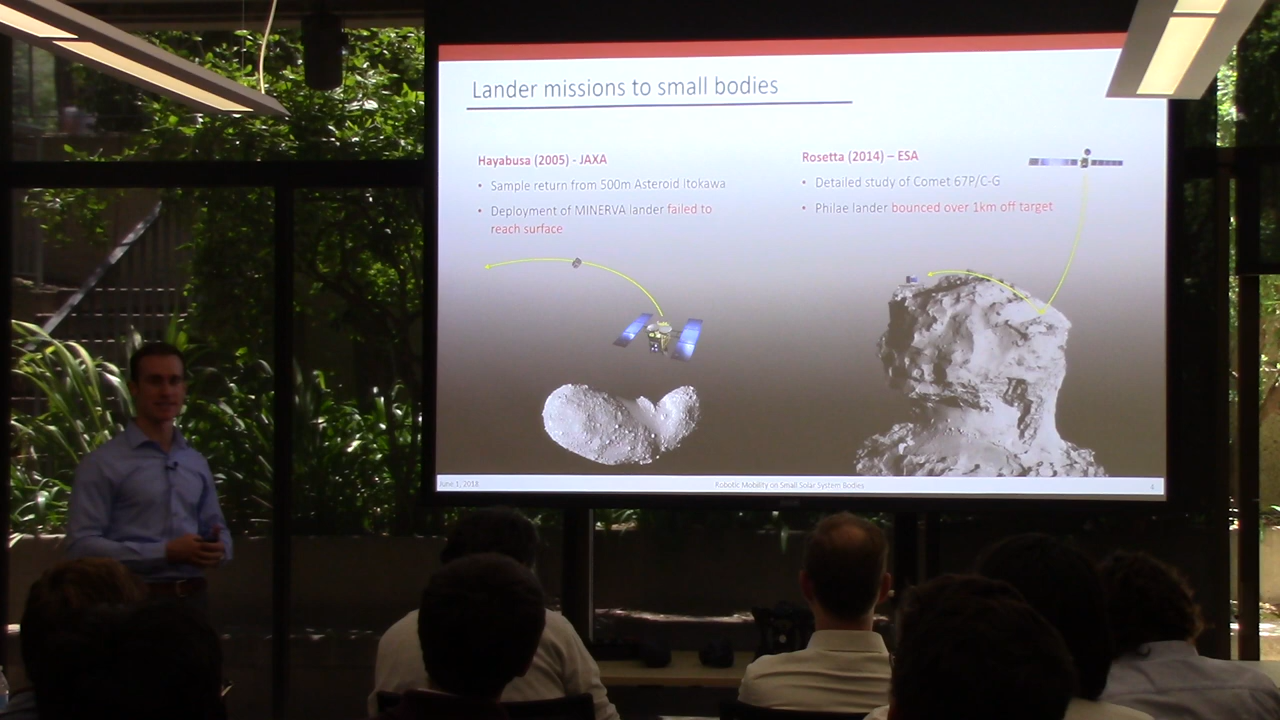 Lander missions to small bodies
Hayabusa (2005) - JAXA
• Sample return from 500m Asteroid Itokawa
• Deployment of MINERVA lander failed to
reach surface
Rosetta (2014) – ESA
• Detailed study of Comet 67P/C-G
• Philae lander bounced over 1km off target
June 1, 2018
Robotic Mobility on Small Solar System Bodies
4